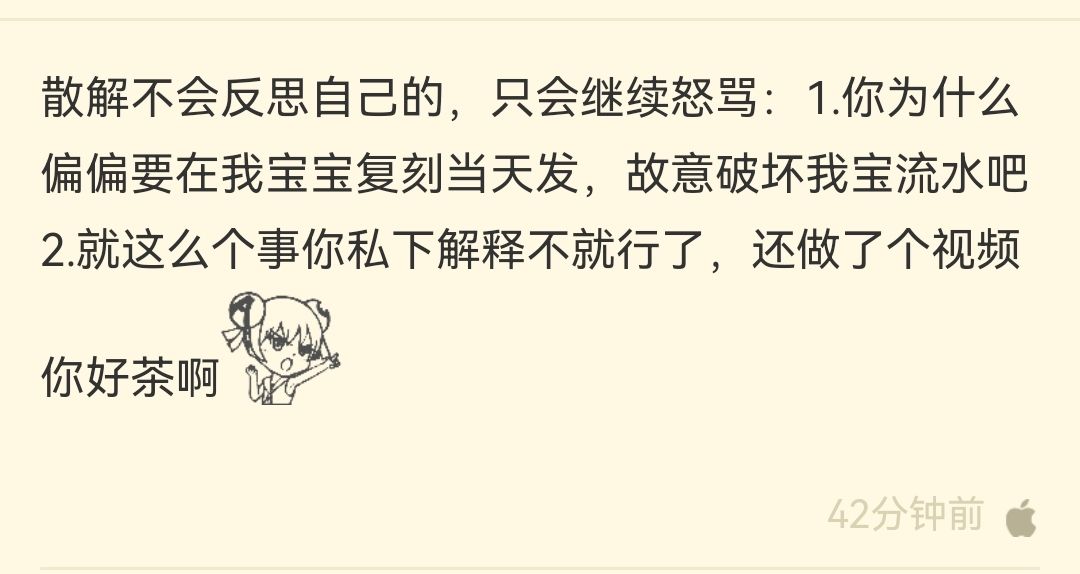 散解不会反思自己的，只会继续怒骂：1.你为什么
偏偏要在我宝宝复刻当天发，故意破坏我宝流水吧
2.就这么个事你私下解释不就行了，还做了个视频
你好茶啊
42分钟前